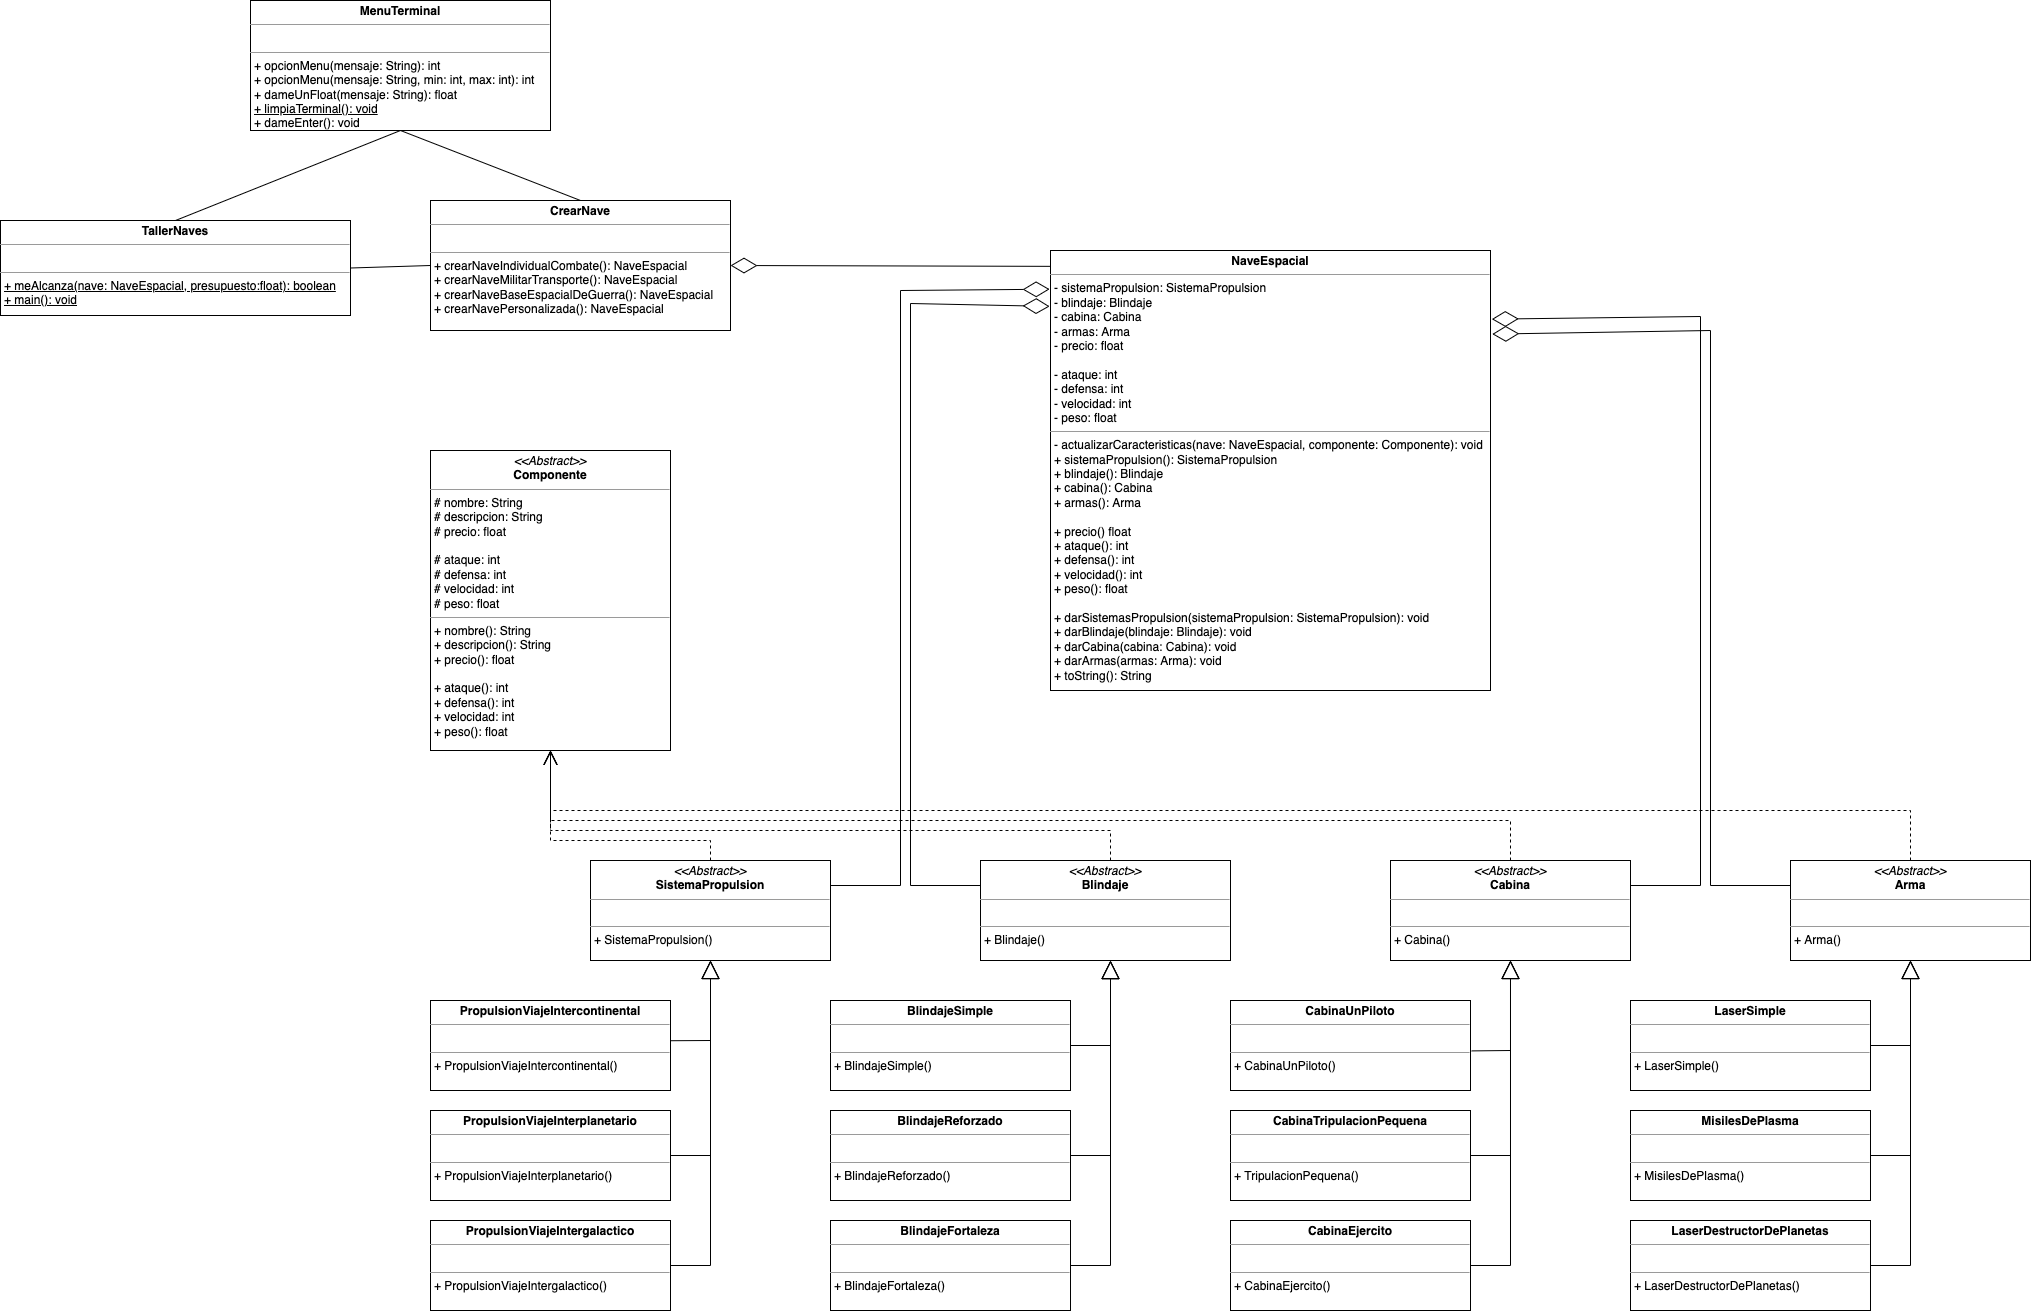 MenuTerminal
+ opcionMenu(mensaje: String): int
+ opcionMenu(mensaje: String, min: int, max: int): int
+ dameUnFloat(mensaje: String): float
+ limpiaTerminal(): void
+ dameEnter(): void
TallerNaves
+ meAlcanza(nave: NaveEspacial, presupuesto:float): boolean
+ main(): void
CrearNave
+ crearNaveIndividualCombate(): NaveEspacial
+ crearNaveMilitarTransporte(): NaveEspacial
+ crearNaveBaseEspacialDeGuerra(): NaveEspacial
+ crearNavePersonalizada(): NaveEspacial
NaveEspacial
- sistemaPropulsion: SistemaPropulsion
- blindaje: Blindaje
- cabina: Cabina
- armas: Arma
- precio: float
- ataque: int
- defensa: int
- velocidad: int
- peso: float
- actualizarCaracteristicas(nave: NaveEspacial, componente: Componente): void
+ sistemaPropulsion(): SistemaPropulsion
+ blindaje(): Blindaje
+ cabina(): Cabina
+ armas(): Arma
+ precio() float
+ ataque(): int
+ defensa(): int
+ velocidad(): int
+ peso(): float
+ darSistemasPropulsion(sistemaPropulsion: SistemaPropulsion): void
+ darBlindaje(blindaje: Blindaje): void
+ darCabina(cabina: Cabina): void
+ darArmas(armas: Arma): void
+ toString(): String
<<Abstract>>
Componente
# nombre: String
# descripcion: String
# precio: float
# ataque: int
# defensa: int
# velocidad: int
# peso: float
+ nombre(): String
+ descripcion(): String
+ precio(): float
+ ataque(): int
+ defensa(): int
+ velocidad: int
+ peso(): float
<<Abstract>>
SistemaPropulsion
+ SistemaPropulsion()
<<Abstract>>
Blindaje
+ Blindaje()
<<Abstract>>
Cabina
+ Cabina()
<<Abstract>>
Arma
+ Arma()
PropulsionViajeIntercontinental
+ PropulsionViajeIntercontinental()
BlindajeSimple
+ BlindajeSimple()
CabinaUnPiloto
+ CabinaUnPiloto()
LaserSimple
+ LaserSimple()
PropulsionViajeInterplanetario
+ PropulsionViajeInterplanetario()
BlindajeReforzado
+ BlindajeReforzado()
CabinaTripulacionPequena
+ TripulacionPequena()
MisilesDePlasma
+ MisilesDePlasma()
PropulsionViajeIntergalactico
+ PropulsionViajeIntergalactico()
BlindajeFortaleza
+ BlindajeFortaleza()
CabinaEjercito
+ CabinaEjercito()
LaserDestructorDePlanetas
+ LaserDestructorDePlanetas()